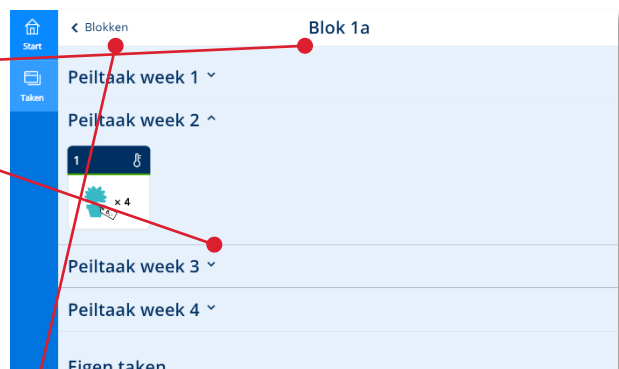 Start
Taken
Blokken
Blok 1a
Peiltaak week 1
Peiltaak week 2
1
× 4
Peiltaak week 3
Peiltaak week 4
Eigen taken